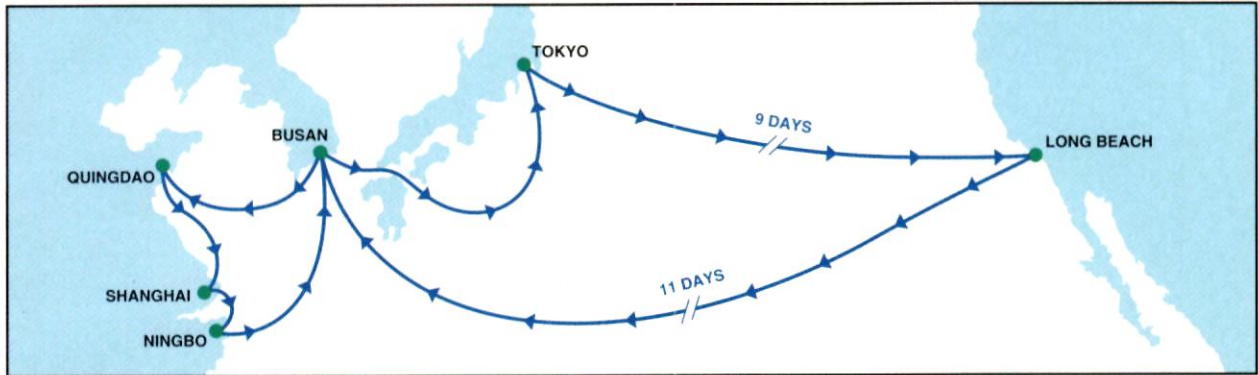 TOKYO
9 DAYS
BUSAN
LONG BEACH
QUINGDAO
11 DAYS
SHANGHAI
NINGBO